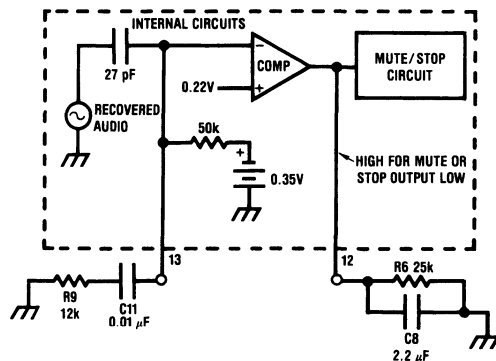 INTERNAL CIRCUITS
27 pF
RECOVERED
AUDIO
−
COMP
+
0.22V
MUTE/STOP
CIRCUIT
50k
+
0.35V
HIGH FOR MUTE OR
STOP OUTPUT LOW
13
12
R9
12k
C11
0.01 μF
R6 25k
C8
2.2 μF